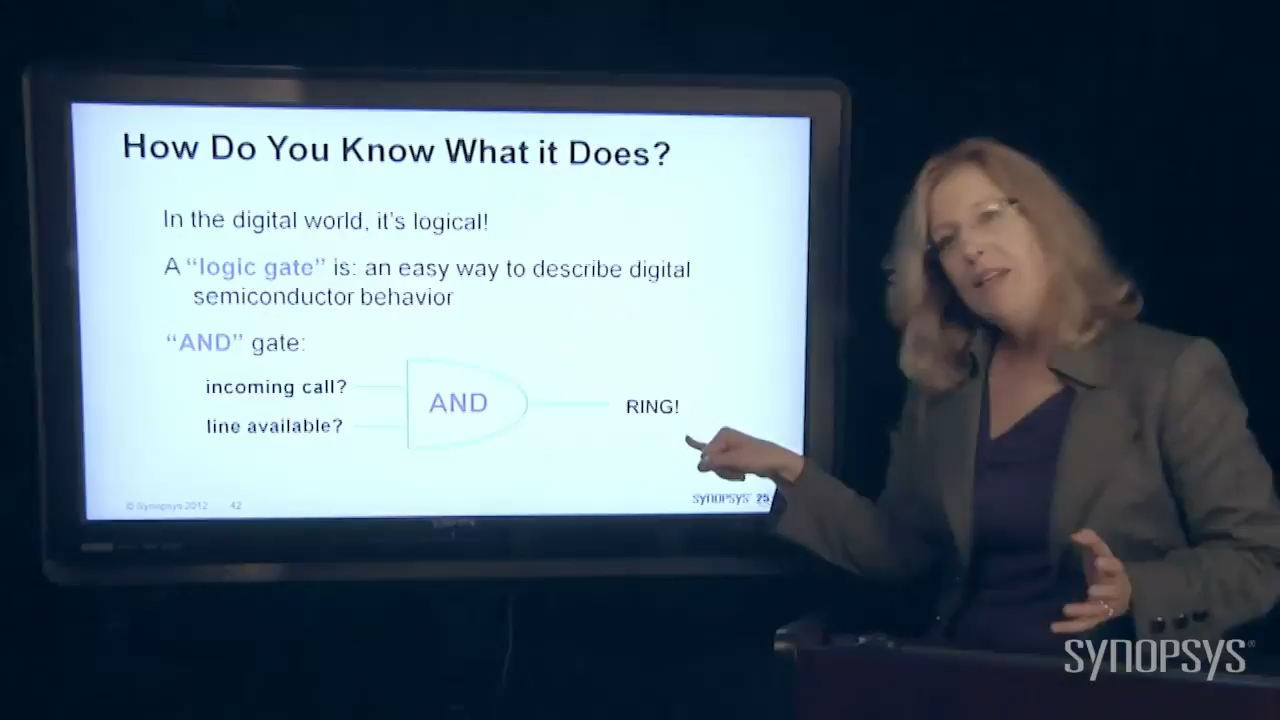 How Do You Know What it Does?
In the digital world, it's logical!
A "logic gate" is: an easy way to describe digital
semiconductor behavior
"AND" gate:
incoming call?
AND
RING!
line available?
© Synopsys 2012 42
SYNOPSYS 25
SYNOPSYS®